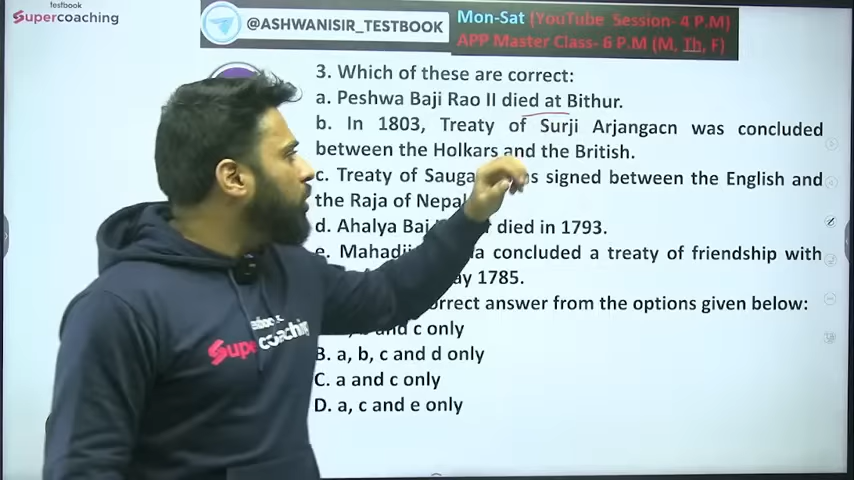 testbook
Supercoaching
@ASHWANISIR_TESTBOOK
Mon-Sat (YouTube Session- 4 P.M)
APP Master Class- 6 P.M (M, Th, F)
3. Which of these are correct:
a. Peshwa Baji Rao II died at Bithur.
b. In 1803, Treaty of Surji Arjangacn was concluded
between the Holkars and the British.
c. Treaty of Sauga s signed between the English and
the Raja of Nepal
d. Ahalya Bai died in 1793.
e. Mahadji concluded a treaty of friendship with
ay 1785.
orrect answer from the options given below:
b and c only
B. a, b, c and d only
C. a and c only
D. a, c and e only
testbook
Supercoaching